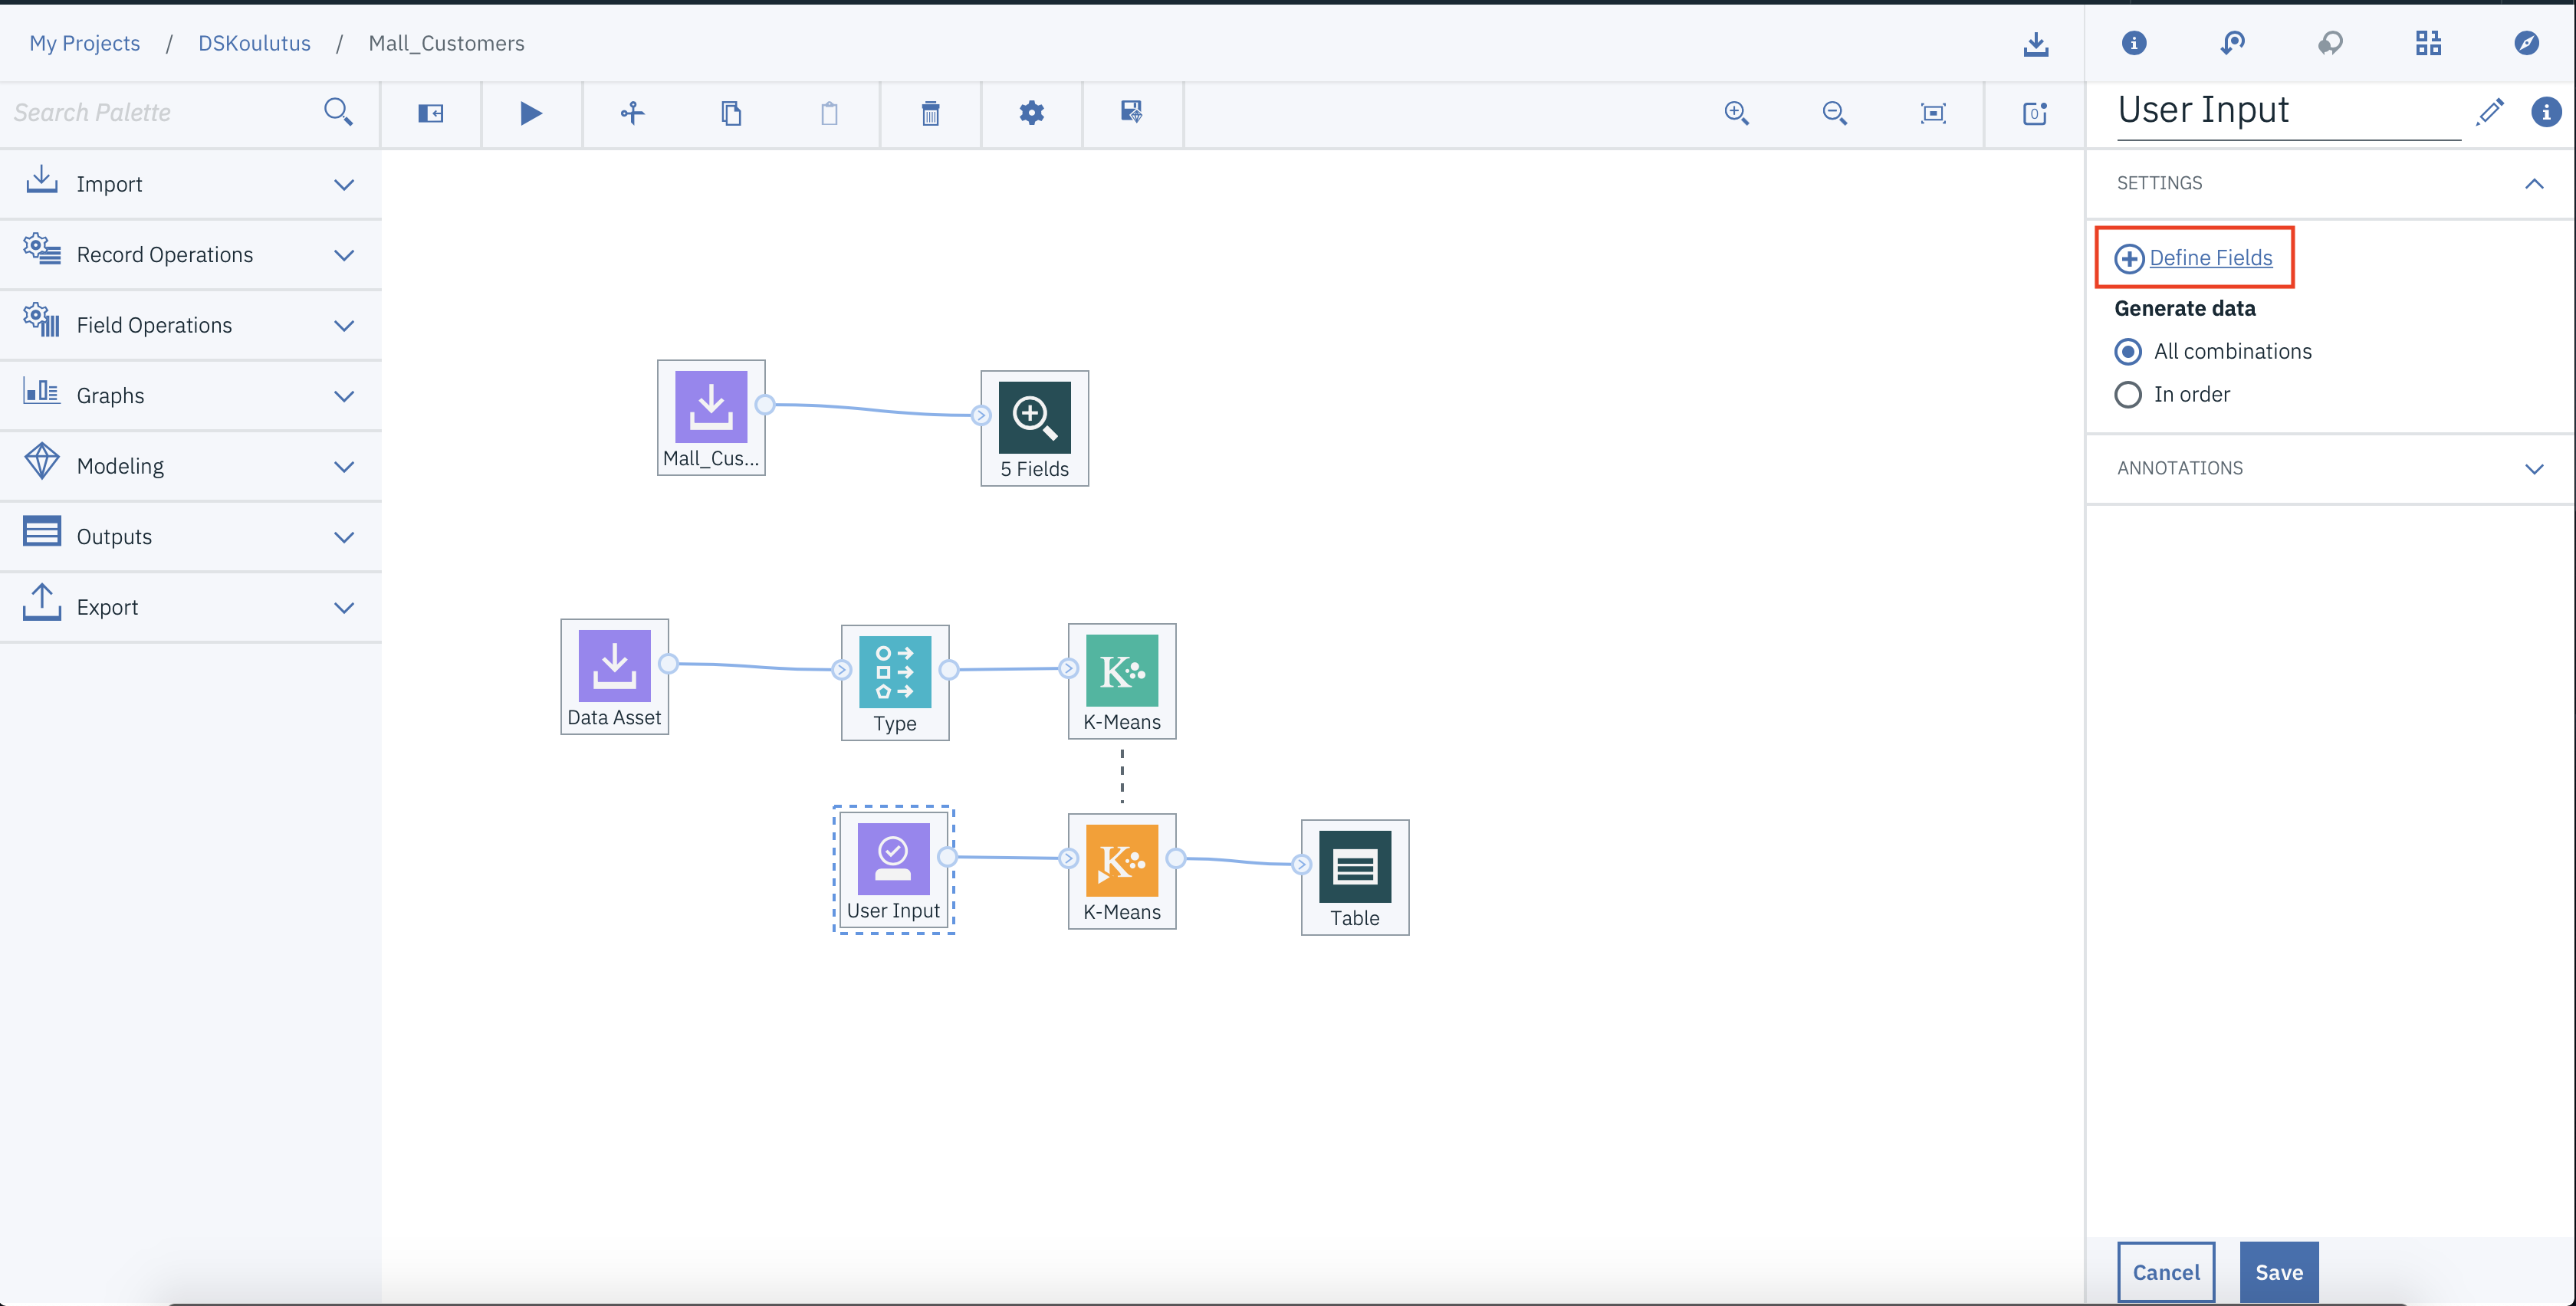 My Projects / DSKoulutus / Mall_Customers
Search Palette
Import
Record Operations
Field Operations
Graphs
Modeling
Outputs
Export
Mall_Cus...
5 Fields
Data Asset
Type
K-Means
User Input
K-Means
Table
User Input
SETTINGS
Define Fields
Generate data
All combinations
In order
ANNOTATIONS
Cancel
Save